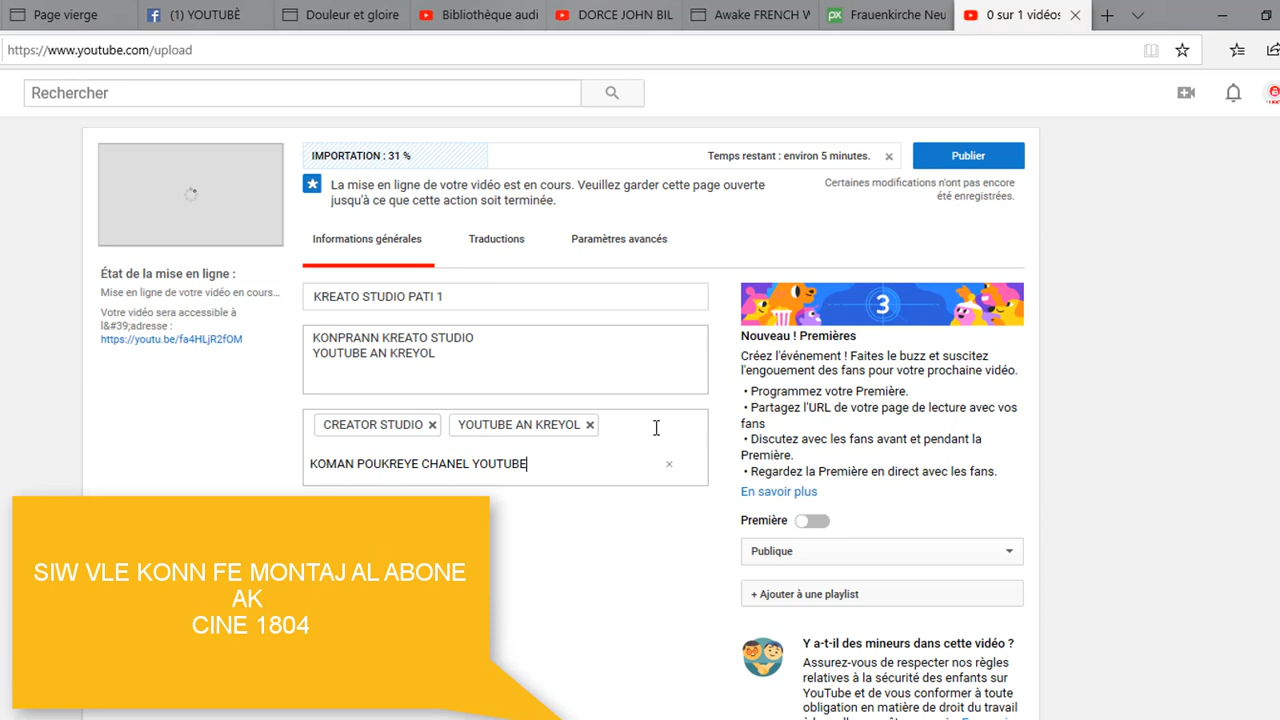 Page vierge
(1) YOUTUBÈ
Douleur et gloire
Bibliothèque audi
DORCE JOHN BIL
Awake FRENCH W
px
Frauenkirche Neu
0 sur 1 vidéos
https://www.youtube.com/upload
Rechercher
IMPORTATION : 31 %
Temps restant : environ 5 minutes.
Publier
La mise en ligne de votre vidéo est en cours. Veuillez garder cette page ouverte
jusqu'à ce que cette action soit terminée.
Certaines modifications n'ont pas encore
été enregistrées.
Informations générales
Traductions
Paramètres avancés
État de la mise en ligne :
Mise en ligne de votre vidéo en cours...
Votre vidéo sera accessible à
l&#39;adresse :
https://youtu.be/fa4HLjR2fOM
KREATO STUDIO PATI 1
KONPRANN KREATO STUDIO
YOUTUBE AN KREYOL
CREATOR STUDIO
YOUTUBE AN KREYOL
KOMAN POUKREYE CHANEL YOUTUBE
3
Nouveau ! Premières
Créez l'événement ! Faites le buzz et suscitez
l'engouement des fans pour votre prochaine vidéo.
• Programmez votre Première.
• Partagez l'URL de votre page de lecture avec vos
fans
• Discutez avec les fans avant et pendant la
Première.
• Regardez la Première en direct avec les fans.
En savoir plus
Première
Publique
+ Ajouter à une playlist
Y a-t-il des mineurs dans cette vidéo ?
Assurez-vous de respecter nos règles
relatives à la sécurité des enfants sur
YouTube et de vous conformer à toute
obligation en matière de droit du travail
SIW VLE KONN FE MONTAJ AL ABONE
AK
CINE 1804